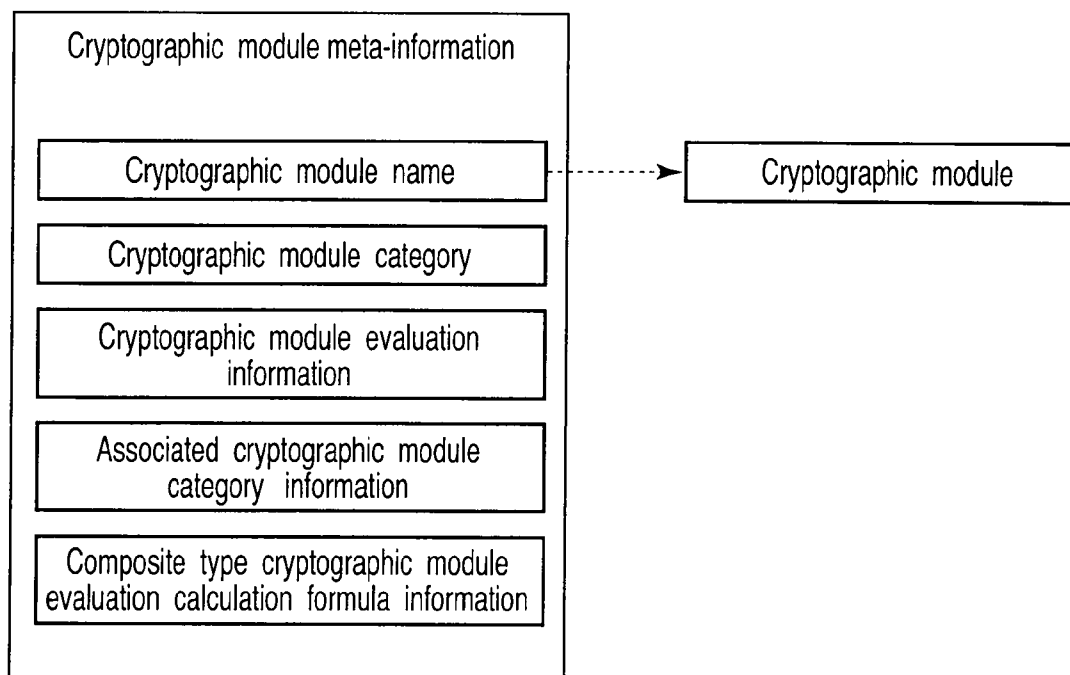 Cryptographic module meta-information
Cryptographic module name
Cryptographic module
Cryptographic module category
Cryptographic module evaluation
information
Associated cryptographic module
category information
Composite type cryptographic module
evaluation calculation formula information